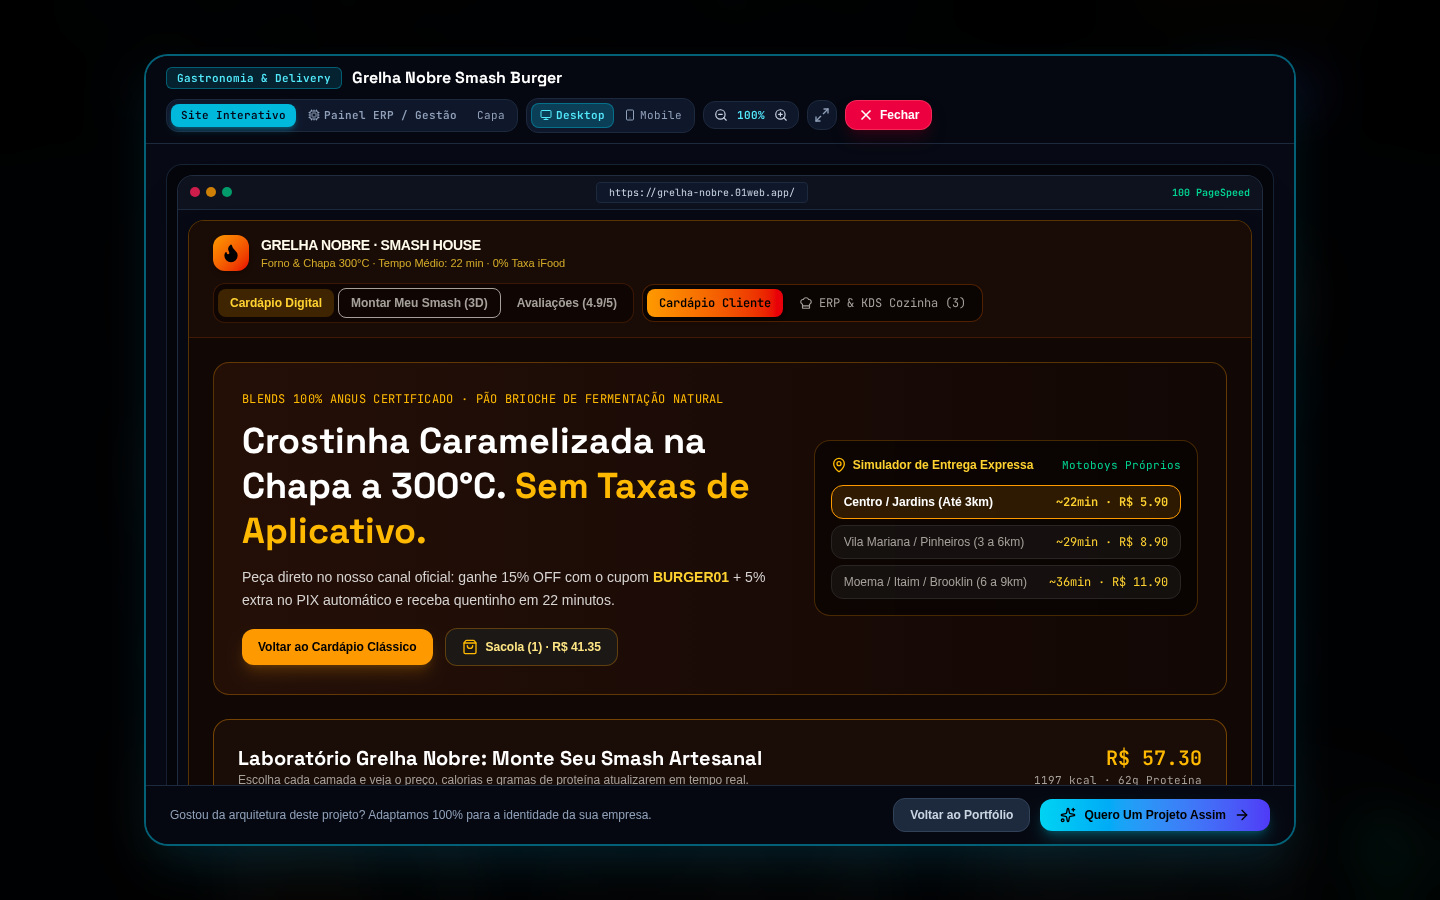 Gastronomia & Delivery
Grelha Nobre Smash Burger
Site Interativo
Painel ERP / Gestão
Capa
Desktop
Mobile
100%
Fechar
https://grelha-nobre.01web.app/
100 PageSpeed
GRELHA NOBRE · SMASH HOUSE
Forno & Chapa 300°C · Tempo Médio: 22 min · 0% Taxa iFood
Cardápio Digital
Montar Meu Smash (3D)
Avaliações (4.9/5)
Cardápio Cliente
ERP & KDS Cozinha (3)
BLENDS 100% ANGUS CERTIFICADO · PÃO BRIOCHE DE FERMENTAÇÃO NATURAL
Crostinha Caramelizada na
Chapa a 300°C. Sem Taxas de
Aplicativo.
Peça direto no nosso canal oficial: ganhe 15% OFF com o cupom BURGER01 + 5%
extra no PIX automático e receba quentinho em 22 minutos.
Voltar ao Cardápio Clássico
Sacola (1) · R$ 41.35
Simulador de Entrega Expressa
Motoboys Próprios
Centro / Jardins (Até 3km)
~22min · R$ 5.90
Vila Mariana / Pinheiros (3 a 6km)
~29min · R$ 8.90
Moema / Itaim / Brooklin (6 a 9km)
~36min · R$ 11.90
Laboratório Grelha Nobre: Monte Seu Smash Artesanal
R$ 57.30
Escolha cada camada e veja o preço, calorias e gramas de proteína atualizarem em tempo real.
1197 kcal · 62g Proteína
Gostou da arquitetura deste projeto? Adaptamos 100% para a identidade da sua empresa.
Voltar ao Portfólio
Quero Um Projeto Assim